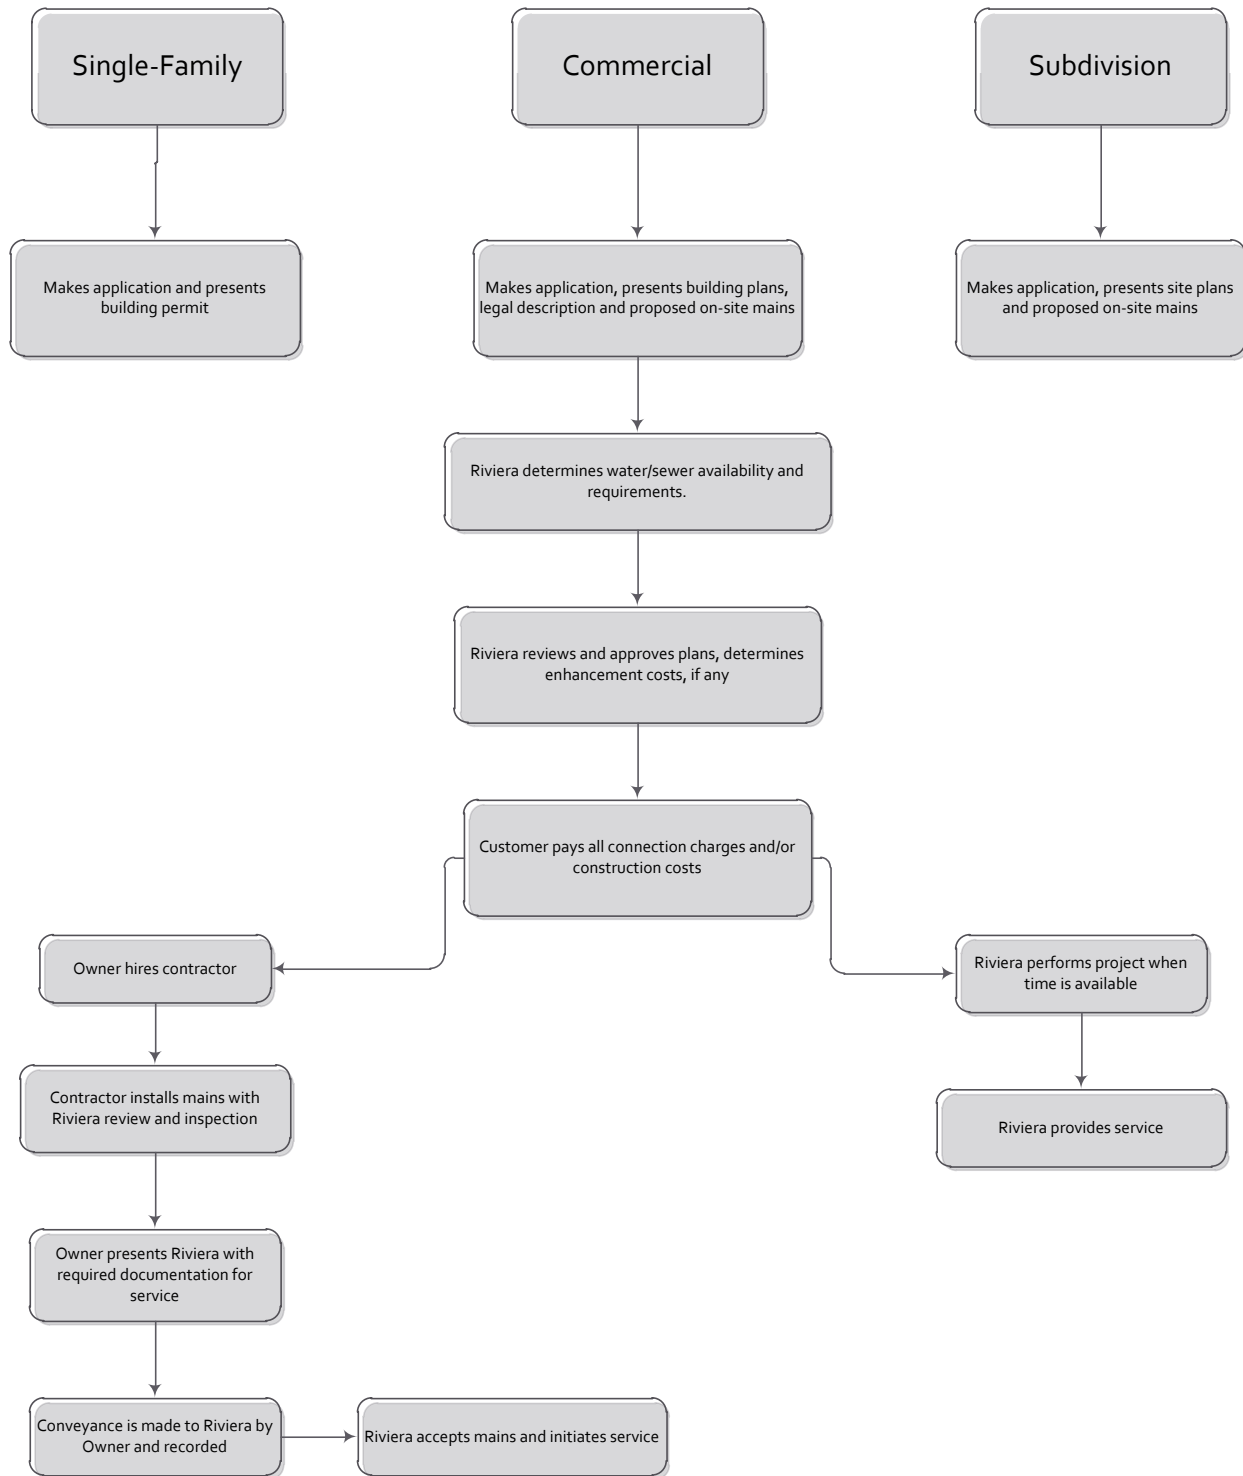 Single-Family
Commercial
Subdivision
Makes application and presents
building permit
Makes application, presents building plans,
legal description and proposed on-site mains
Makes application, presents site plans
and proposed on-site mains
Riviera determines water/sewer availability and
requirements.
Riviera reviews and approves plans, determines
enhancement costs, if any
Customer pays all connection charges and/or
construction costs
Owner hires contractor
Riviera performs project when
time is available
Contractor installs mains with
Riviera review and inspection
Riviera provides service
Owner presents Riviera with
required documentation for
service
Conveyance is made to Riviera by
Owner and recorded
Riviera accepts mains and initiates service